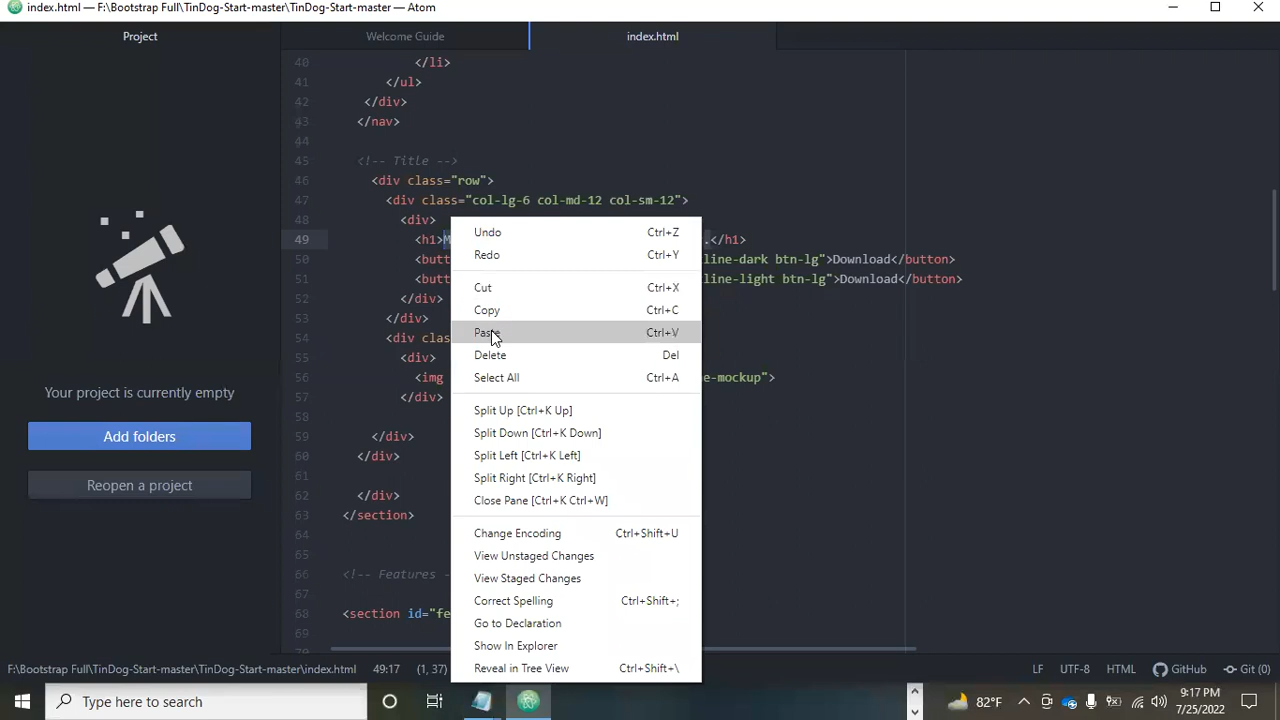 index.html — F:\Bootstrap Full\TinDog-Start-master\TinDog-Start-master — Atom
Project
Welcome Guide
index.html
40 </li>
41 </ul>
42 </div>
43 </nav>
44
45 <!-- Title -->
46 <div class="row">
47 <div class="col-lg-6 col-md-12 col-sm-12">
48 <div>
49 <h1>M .</h1>
50 <butt line-dark btn-lg">Download</button>
51 <butt line-light btn-lg">Download</button>
52 </div>
53 </div>
54 <div clas
55 <div>
56 <img e-mockup">
57 </div>
58
59 </div>
60 </div>
61
62 </div>
63 </section>
64
65
66 <!-- Features -
67
68 <section id="fe
69
Your project is currently empty
Add folders
Reopen a project
Undo Ctrl+Z
Redo Ctrl+Y
Cut Ctrl+X
Copy Ctrl+C
Paste Ctrl+V
Delete Del
Select All Ctrl+A
Split Up [Ctrl+K Up]
Split Down [Ctrl+K Down]
Split Left [Ctrl+K Left]
Split Right [Ctrl+K Right]
Close Pane [Ctrl+K Ctrl+W]
Change Encoding Ctrl+Shift+U
View Unstaged Changes
View Staged Changes
Correct Spelling Ctrl+Shift+;
Go to Declaration
Show In Explorer
Reveal in Tree View Ctrl+Shift+\
F:\Bootstrap Full\TinDog-Start-master\TinDog-Start-master\index.html 49:17 (1, 37) LF UTF-8 HTML GitHub Git (0)
Type here to search
82°F
9:17 PM
7/25/2022